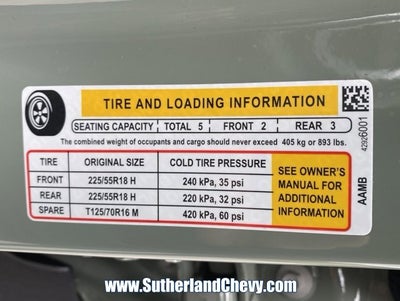 TIRE AND LOADING INFORMATION
SEATING CAPACITY TOTAL 5 FRONT 2 REAR 3
The combined weight of occupants and cargo should never exceed 405 kg or 893 lbs.
TIRE ORIGINAL SIZE COLD TIRE PRESSURE
FRONT 225/55R18 H 240 kPa, 35 psi
REAR 225/55R18 H 220 kPa, 32 psi
SPARE T125/70R16 M 420 kPa, 60 psi
SEE OWNER'S
MANUAL FOR
ADDITIONAL
INFORMATION
42926001
AAMB
www.SutherlandChevy.com